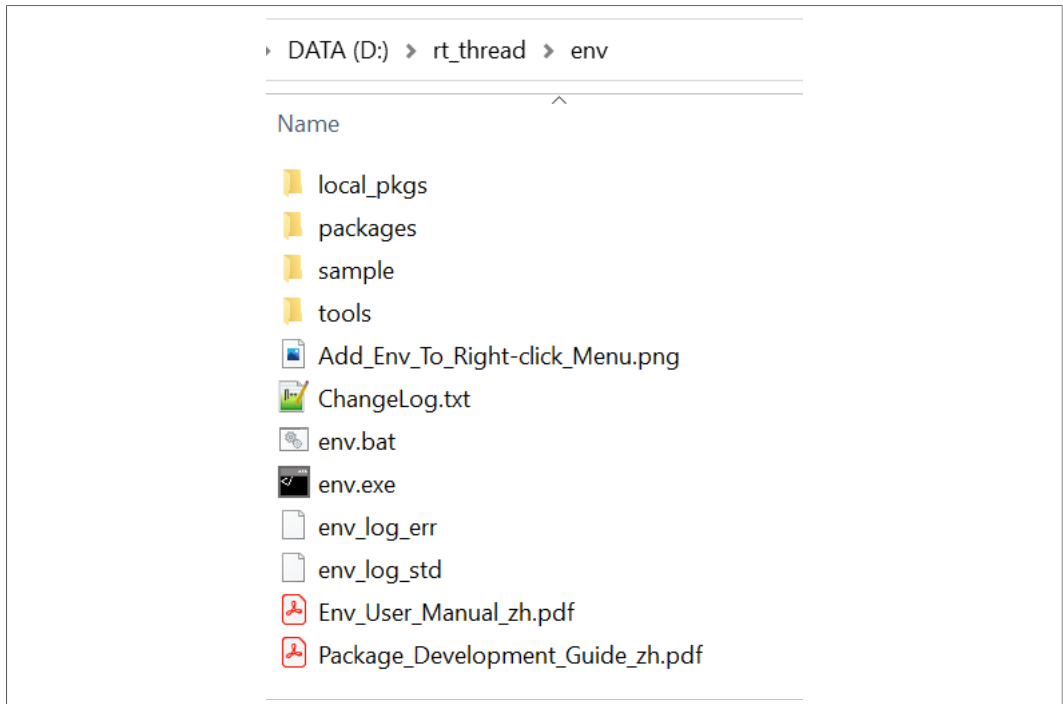 DATA (D:) > rt_thread > env
Name
local_pkgs
packages
sample
tools
Add_Env_To_Right-click_Menu.png
ChangeLog.txt
env.bat
env.exe
env_log_err
env_log_std
Env_User_Manual_zh.pdf
Package_Development_Guide_zh.pdf